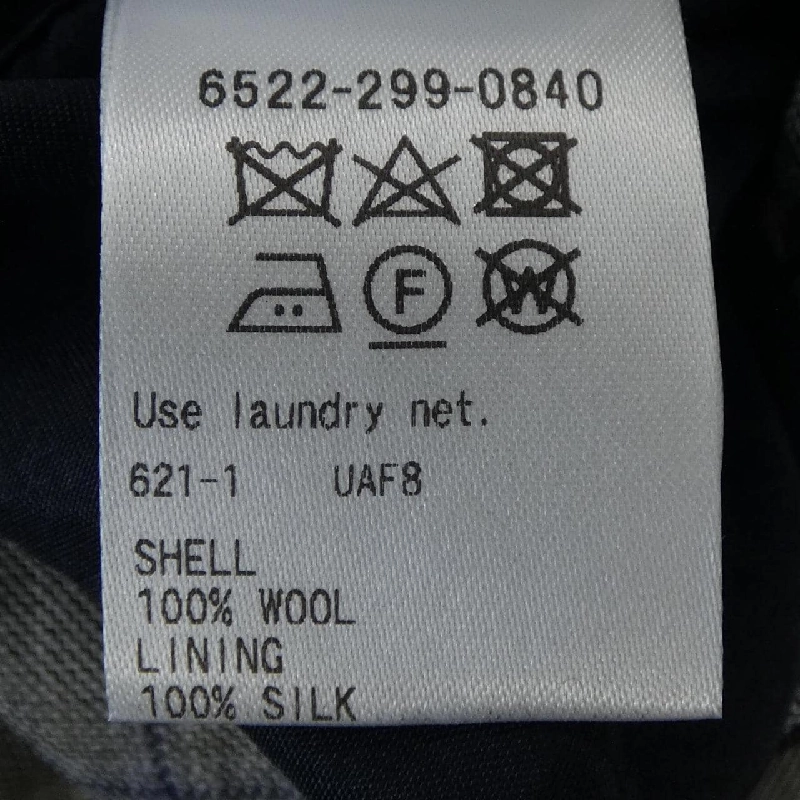 6522-299-0840
F W
Use laundry net.
621-1 UAF8
SHELL
100% WOOL
LINING
100% SILK